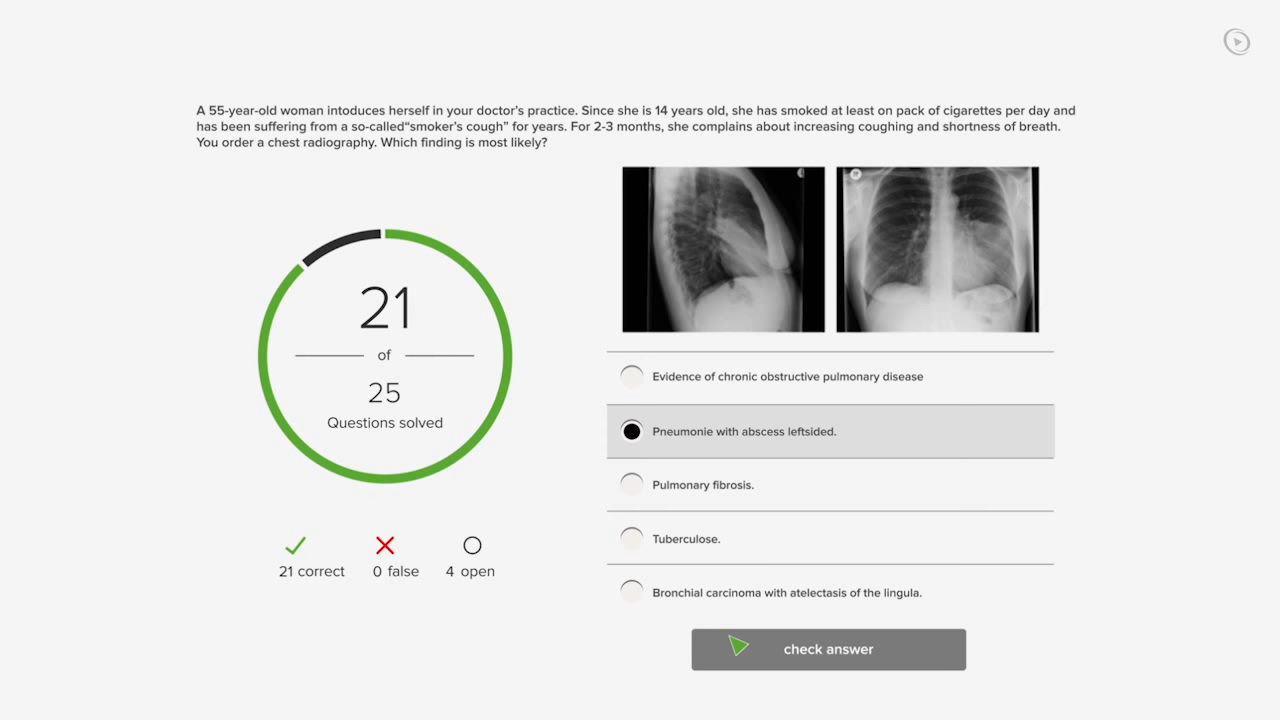 A 55-year-old woman intoduces herself in your doctor's practice. Since she is 14 years old, she has smoked at least on pack of cigarettes per day and
has been suffering from a so-called“smoker's cough” for years. For 2-3 months, she complains about increasing coughing and shortness of breath.
You order a chest radiography. Which finding is most likely?
21
of
25
Questions solved
21 correct
0 false
4 open
Evidence of chronic obstructive pulmonary disease
Pneumonie with abscess leftsided.
Pulmonary fibrosis.
Tuberculose.
Bronchial carcinoma with atelectasis of the lingula.
check answer